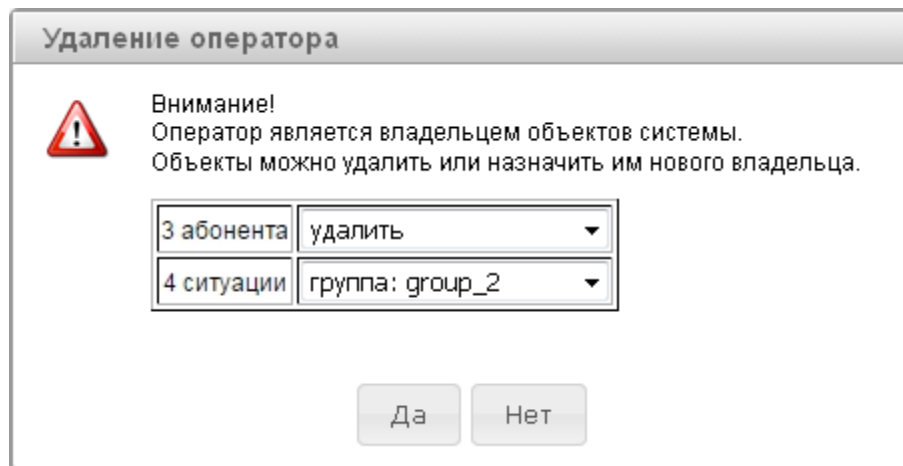 Удаление оператора
Внимание!
Оператор является владельцем объектов системы.
Объекты можно удалить или назначить им нового владельца.
3 абонента удалить
4 ситуации группа: group_2
Да Нет